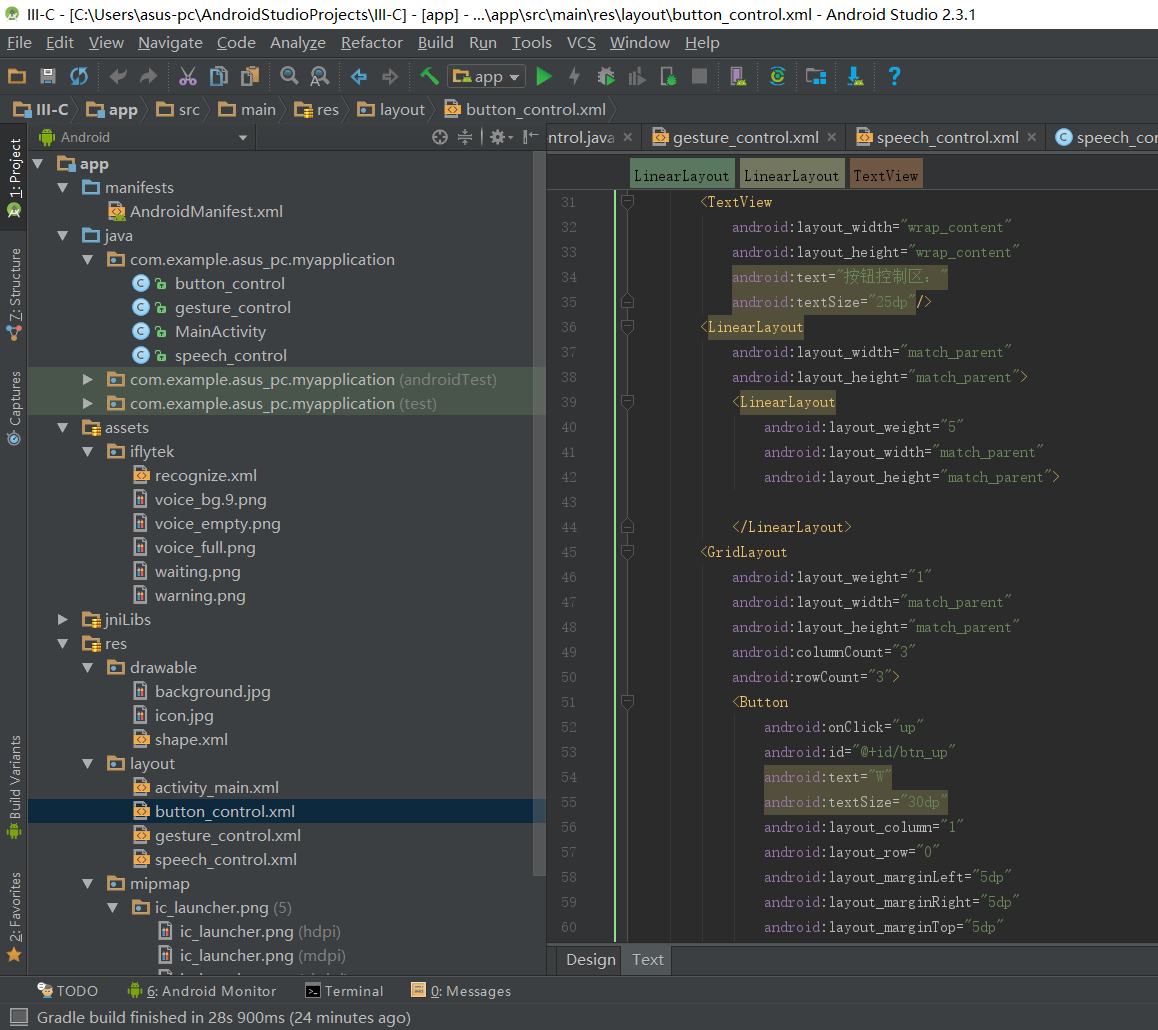 III-C - [C:\Users\asus-pc\AndroidStudioProjects\III-C] - [app] - ...\app\src\main\res\layout\button_control.xml - Android Studio 2.3.1
File Edit View Navigate Code Analyze Refactor Build Run Tools VCS Window Help
app
III-C app src main res layout button_control.xml
Android
ntrol.java gesture_control.xml speech_control.xml speech_co
1: Project
Z: Structure
Captures
Build Variants
2: Favorites
app
manifests
AndroidManifest.xml
java
com.example.asus_pc.myapplication
button_control
gesture_control
MainActivity
speech_control
com.example.asus_pc.myapplication (androidTest)
com.example.asus_pc.myapplication (test)
assets
iflytek
recognize.xml
voice_bg.9.png
voice_empty.png
voice_full.png
waiting.png
warning.png
jniLibs
res
drawable
background.jpg
icon.jpg
shape.xml
layout
activity_main.xml
button_control.xml
gesture_control.xml
speech_control.xml
mipmap
ic_launcher.png (5)
ic_launcher.png (hdpi)
ic_launcher.png (mdpi)
LinearLayout LinearLayout TextView
31 <TextView
32 android:layout_width="wrap_content"
33 android:layout_height="wrap_content"
34 android:text="按钮控制区："
35 android:textSize="25dp"/>
36 <LinearLayout
37 android:layout_width="match_parent"
38 android:layout_height="match_parent">
39 <LinearLayout
40 android:layout_weight="5"
41 android:layout_width="match_parent"
42 android:layout_height="match_parent">
43
44 </LinearLayout>
45 <GridLayout
46 android:layout_weight="1"
47 android:layout_width="match_parent"
48 android:layout_height="match_parent"
49 android:columnCount="3"
50 android:rowCount="3">
51 <Button
52 android:onClick="up"
53 android:id="@+id/btn_up"
54 android:text="W"
55 android:textSize="30dp"
56 android:layout_column="1"
57 android:layout_row="0"
58 android:layout_marginLeft="5dp"
59 android:layout_marginRight="5dp"
60 android:layout_marginTop="5dp"
Design Text
TODO 6: Android Monitor Terminal 0: Messages
Gradle build finished in 28s 900ms (24 minutes ago)